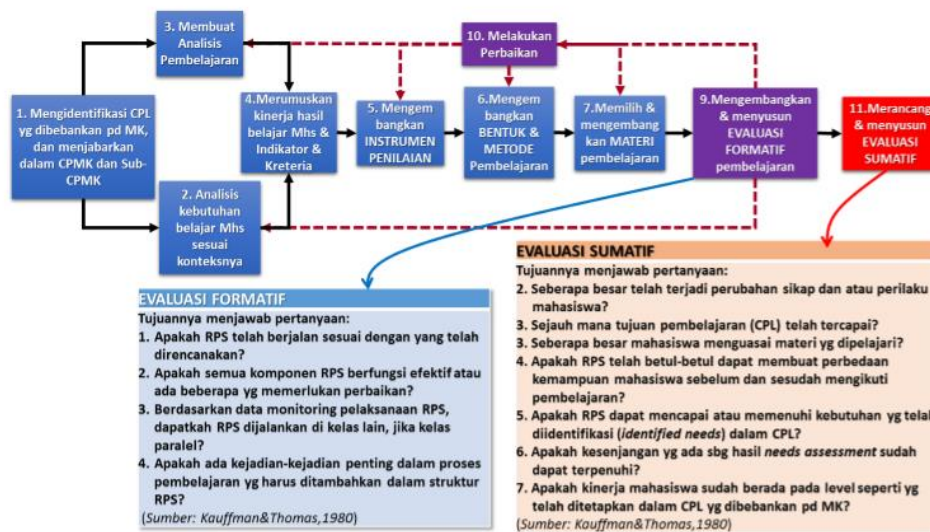 3. Membuat
Analisis
Pembelajaran
10. Melakukan
Perbaikan
1. Mengidentifikasi CPL
yg dibebankan pd MK,
dan menjabarkan
dalam CPMK dan Sub-
CPMK
4.Merumuskan
kinerja hasil
belajar Mhs &
Indikator &
Kreteria
5. Mengem
bangkan
INSTRUMEN
PENILAIAN
6.Mengem
bangkan
BENTUK &
METODE
Pembelajaran
7.Memilih &
mengembang
kan MATERI
pembelajaran
9.Mengembangkan
& menyusun
EVALUASI
FORMATIF
pembelajaran
11.Merancang
& menyusun
EVALUASI
SUMATIF
2. Analisis
kebutuhan
belajar Mhs
sesuai
konteksnya
EVALUASI FORMATIF
Tujuannya menjawab pertanyaan:
1. Apakah RPS telah berjalan sesuai dengan yang telah
direncanakan?
2. Apakah semua komponen RPS berfungsi efektif atau
ada beberapa yg memerlukan perbaikan?
3. Berdasarkan data monitoring pelaksanaan RPS,
dapatkah RPS dijalankan di kelas lain, jika kelas
paralel?
4. Apakah ada kejadian-kejadian penting dalam proses
pembelajaran yg harus ditambahkan dalam struktur
RPS?
(Sumber: Kauffman&Thomas,1980)
EVALUASI SUMATIF
Tujuannya menjawab pertanyaan:
2. Seberapa besar telah terjadi perubahan sikap dan atau perilaku
mahasiswa?
3. Sejauh mana tujuan pembelajaran (CPL) telah tercapai?
3. Seberapa besar mahasiswa menguasai materi yg dipelajari?
4. Apakah RPS telah betul-betul dapat membuat perbedaan
kemampuan mahasiswa sebelum dan sesudah mengikuti
pembelajaran?
5. Apakah RPS dapat mencapai atau memenuhi kebutuhan yg telah
diidentifikasi (identified needs) dalam CPL?
6. Apakah kesenjangan yg ada sbg hasil needs assessment sudah
dapat terpenuhi?
7. Apakah kinerja mahasiswa sudah berada pada level seperti yg
telah ditetapkan dalam CPL yg dibebankan pd MK?
(Sumber: Kauffman&Thomas,1980)